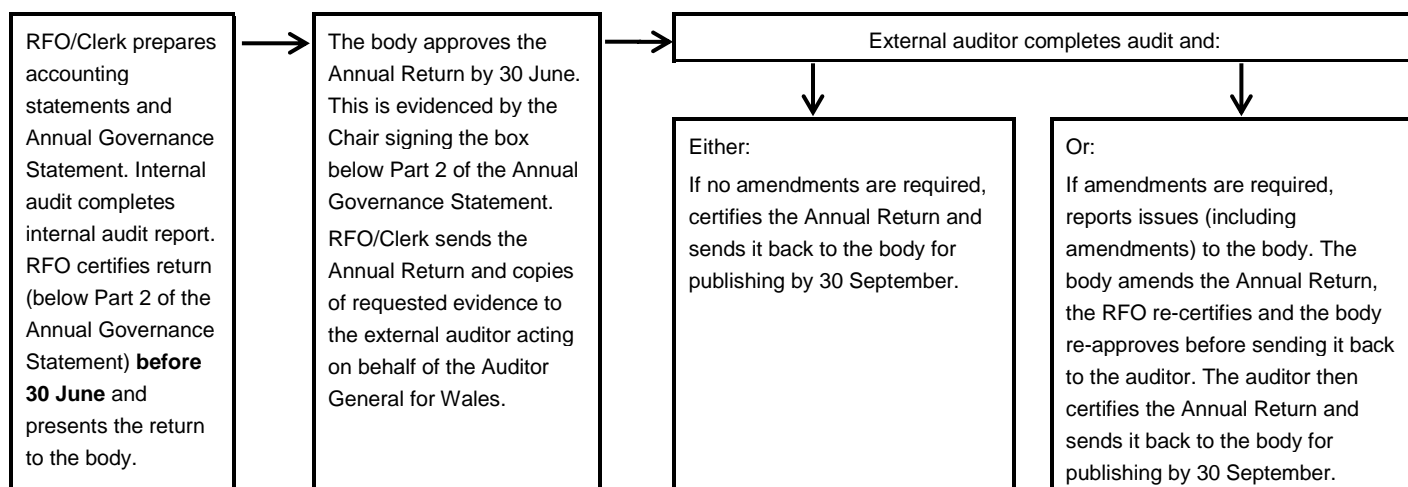 RFO/Clerk prepares
accounting
statements and
Annual Governance
Statement. Internal
audit completes
internal audit report.
RFO certifies return
(below Part 2 of the
Annual Governance
Statement) before
30 June and
presents the return
to the body.
The body approves the
Annual Return by 30 June.
This is evidenced by the
Chair signing the box
below Part 2 of the Annual
Governance Statement.
RFO/Clerk sends the
Annual Return and copies
of requested evidence to
the external auditor acting
on behalf of the Auditor
General for Wales.
External auditor completes audit and:
Either:
If no amendments are required,
certifies the Annual Return and
sends it back to the body for
publishing by 30 September.
Or:
If amendments are required,
reports issues (including
amendments) to the body. The
body amends the Annual Return,
the RFO re-certifies and the body
re-approves before sending it back
to the auditor. The auditor then
certifies the Annual Return and
sends it back to the body for
publishing by 30 September.